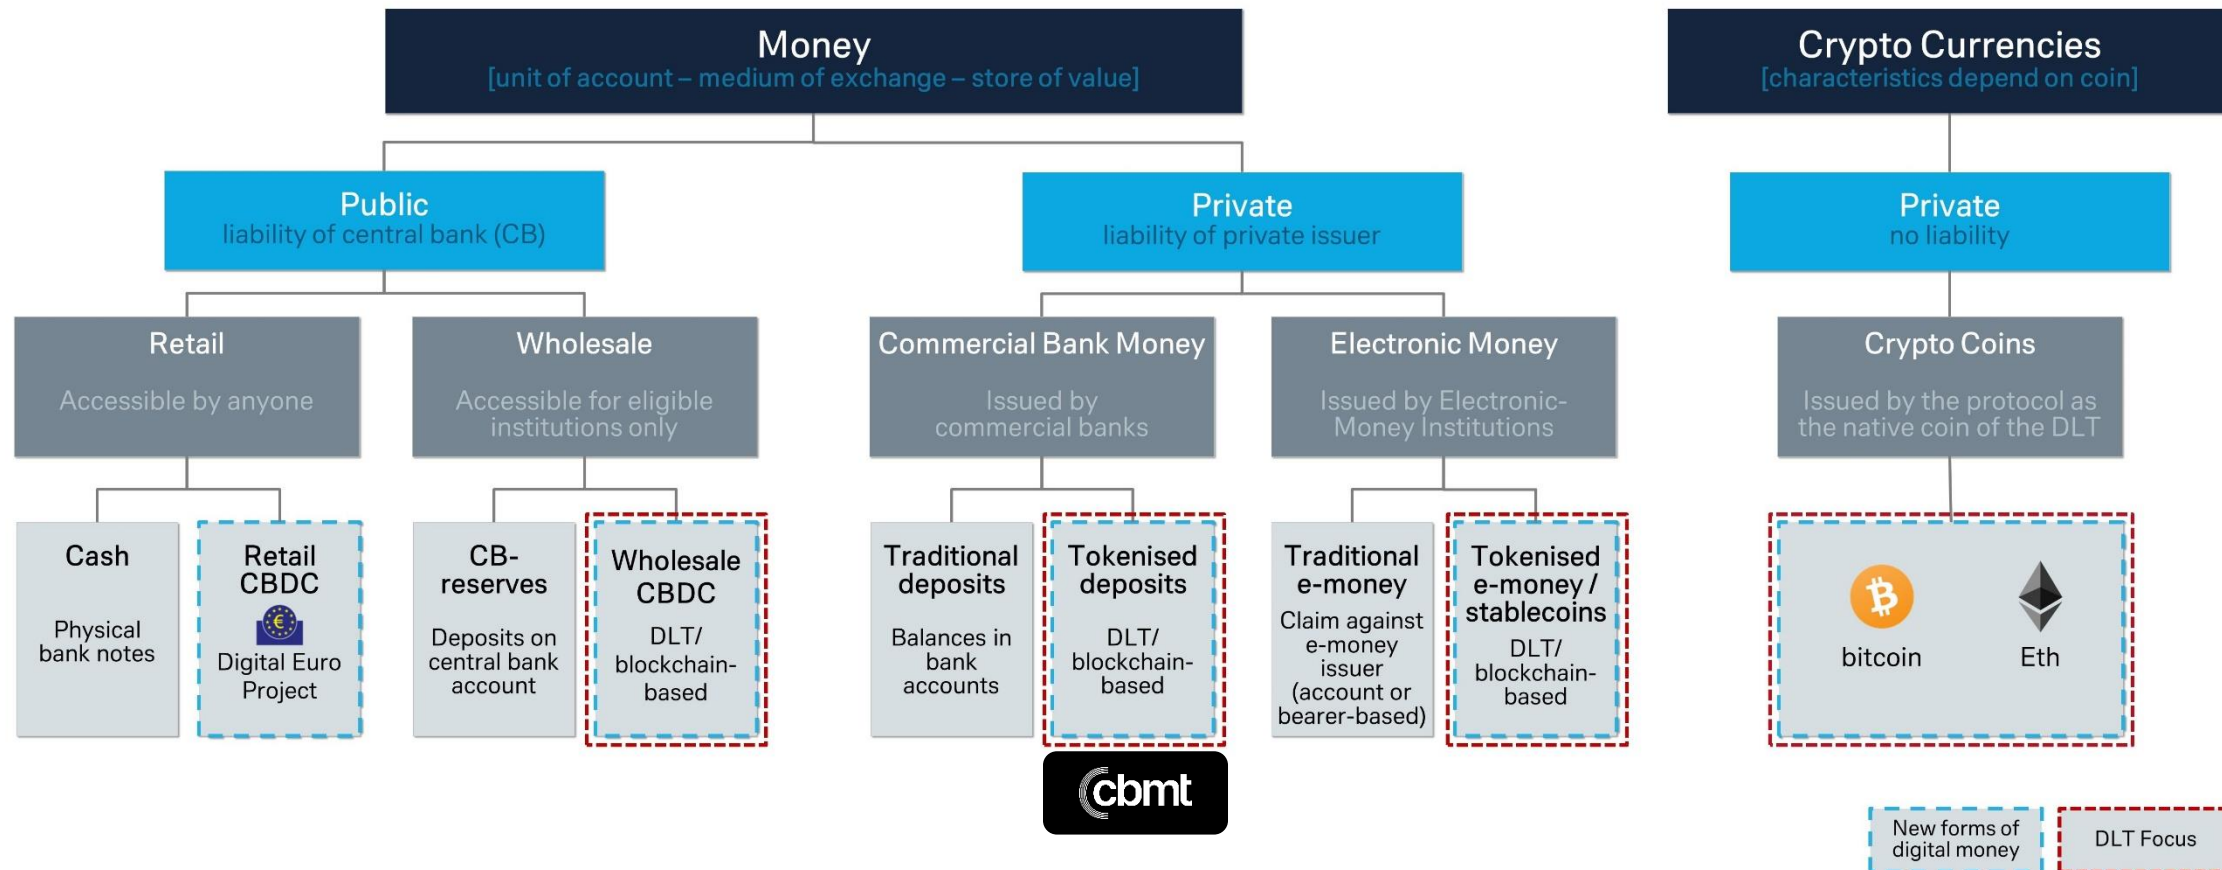 Money
[unit of account – medium of exchange – store of value]
Crypto Currencies
[characteristics depend on coin]
Public
liability of central bank (CB)
Private
liability of private issuer
Private
no liability
Retail
Accessible by anyone
Wholesale
Accessible for eligible
institutions only
Commercial Bank Money
Issued by
commercial banks
Electronic Money
Issued by Electronic-
Money Institutions
Crypto Coins
Issued by the protocol as
the native coin of the DLT
Cash
Physical
bank notes
Retail
CBDC
€
Digital Euro
Project
CB-
reserves
Deposits on
central bank
account
Wholesale
CBDC
DLT/
blockchain-
based
Traditional
deposits
Balances in
bank
accounts
Tokenised
deposits
DLT/
blockchain-
based
cbmt
Traditional
e-money
Claim against
e-money
issuer
(account or
bearer-based)
Tokenised
e-money /
stablecoins
DLT/
blockchain-
based
₿
bitcoin
Eth
New forms of
digital money
DLT Focus